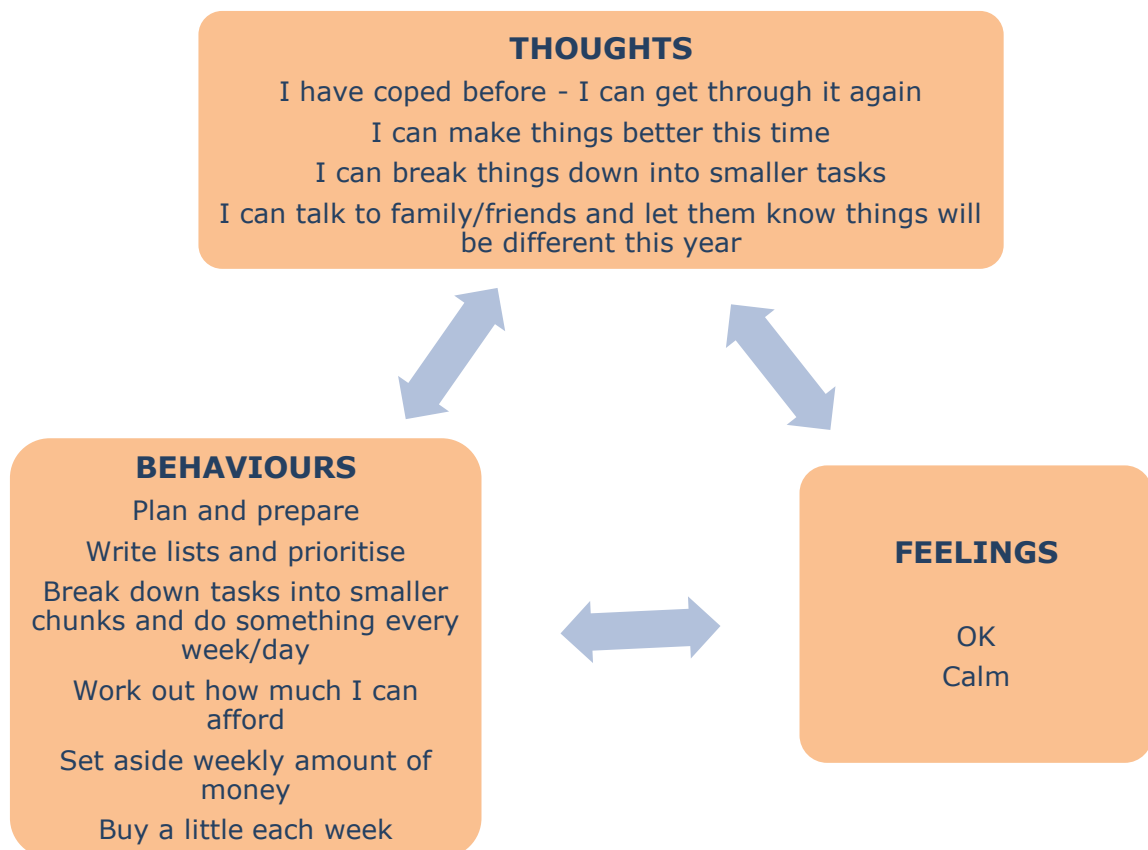 THOUGHTS
I have coped before - I can get through it again
I can make things better this time
I can break things down into smaller tasks
I can talk to family/friends and let them know things will
be different this year
BEHAVIOURS
Plan and prepare
Write lists and prioritise
Break down tasks into smaller
chunks and do something every
week/day
Work out how much I can
afford
Set aside weekly amount of
money
Buy a little each week
FEELINGS
OK
Calm